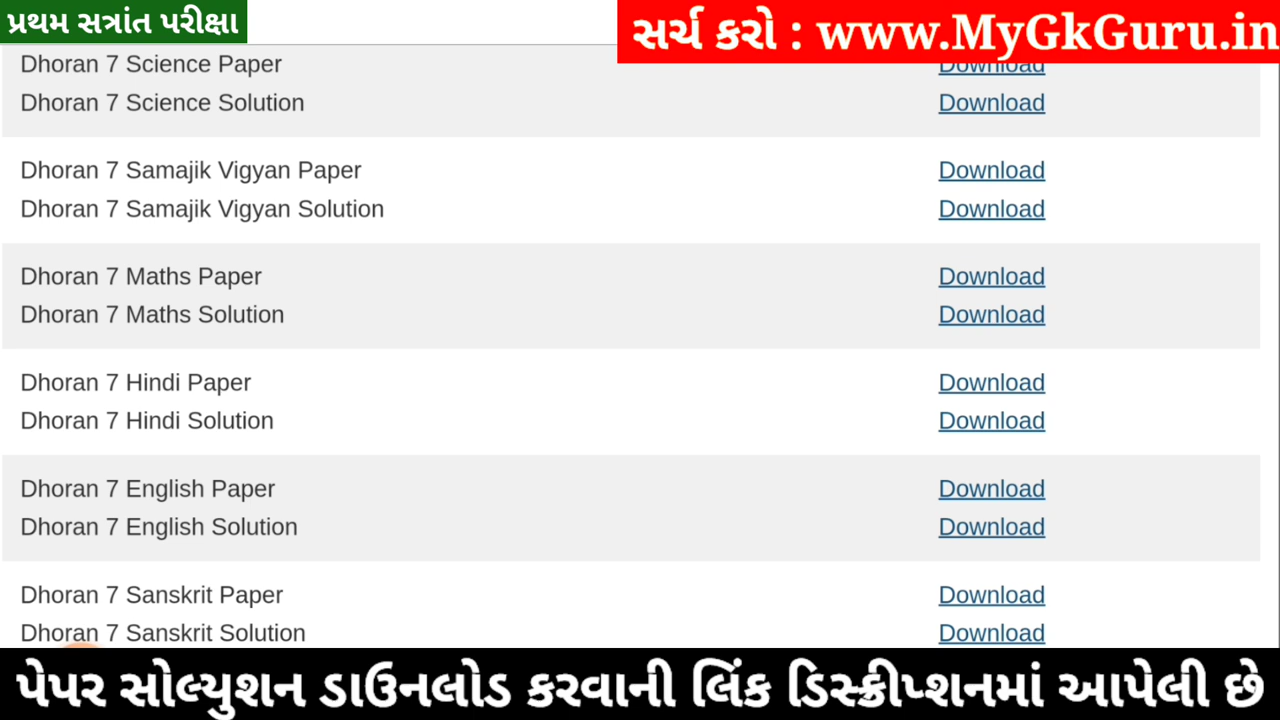 પ્રથમ સત્રાંત પરીક્ષા
સર્ચ કરો : www.MyGkGuru.in
Dhoran 7 Science Paper Download
Dhoran 7 Science Solution Download
Dhoran 7 Samajik Vigyan Paper Download
Dhoran 7 Samajik Vigyan Solution Download
Dhoran 7 Maths Paper Download
Dhoran 7 Maths Solution Download
Dhoran 7 Hindi Paper Download
Dhoran 7 Hindi Solution Download
Dhoran 7 English Paper Download
Dhoran 7 English Solution Download
Dhoran 7 Sanskrit Paper Download
Dhoran 7 Sanskrit Solution Download
પેપર સોલ્યુશન ડાઉનલોડ કરવાની લિંક ડિસ્ક્રીપ્શનમાં આપેલી છે